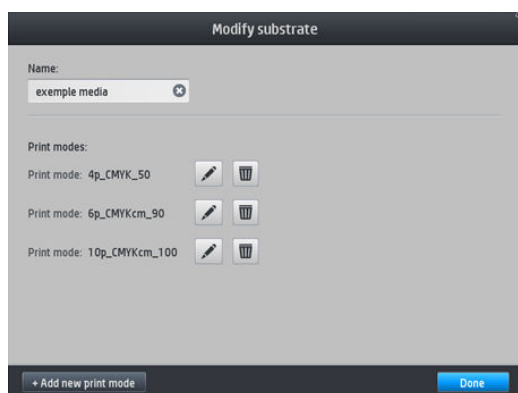 Modify substrate
Name:
exemple media
Print modes:
Print mode: 4p_CMYK_50
Print mode: 6p_CMYKcm_90
Print mode: 10p_CMYKcm_100
+ Add new print mode
Done